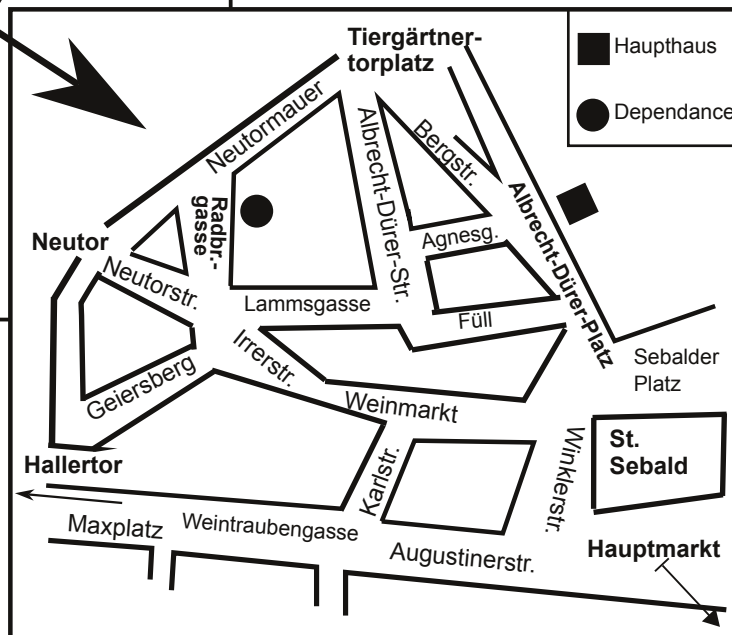 Tiergärtner-
torplatz
Haupthaus
Dependance
Neutormauer
Albrecht-Dürer-Str.
Bergstr.
Radbr.-
gasse
Albrecht-Dürer-Platz
Neutor
Agnesg.
Neutorstr.
Lammsgasse
Füll
Irrerstr.
Sebalder
Platz
Geiersberg
Weinmarkt
Winklerstr.
St.
Sebald
Hallertor
Karlstr.
Maxplatz
Weintraubengasse
Augustinerstr.
Hauptmarkt